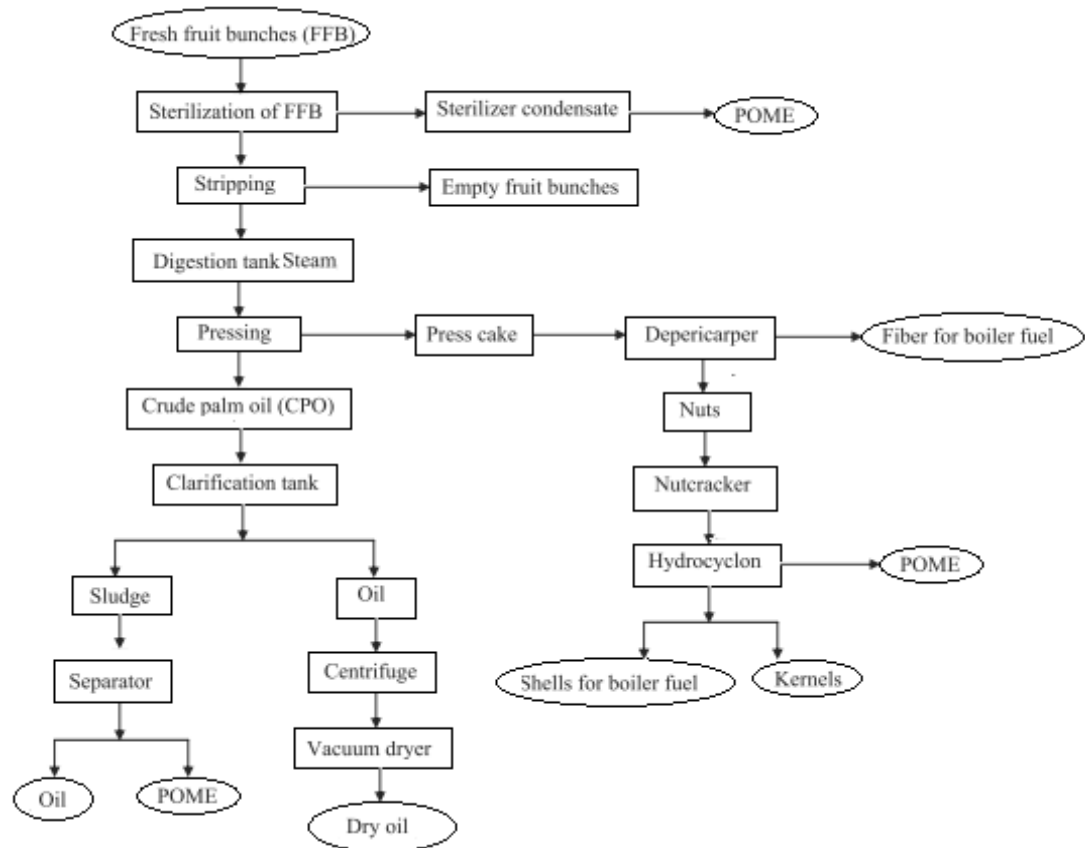 Fresh fruit bunches (FFB)
Sterilization of FFB
Sterilizer condensate
POME
Stripping
Empty fruit bunches
Digestion tank Steam
Pressing
Press cake
Depericarper
Fiber for boiler fuel
Crude palm oil (CPO)
Nuts
Clarification tank
Nutcracker
Hydrocyclon
POME
Sludge
Oil
Separator
Centrifuge
Shells for boiler fuel
Kernels
Vacuum dryer
Oil
POME
Dry oil